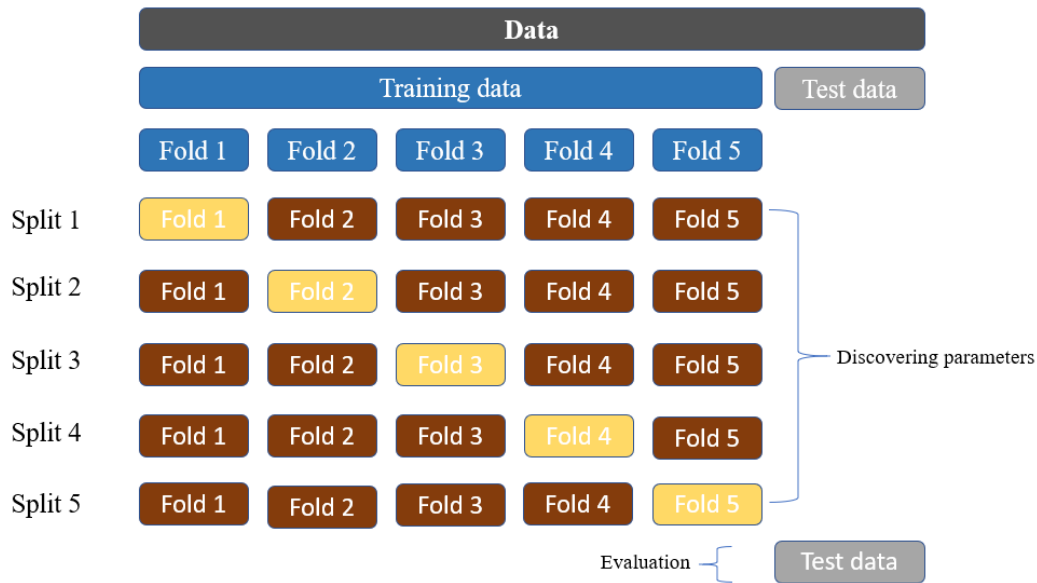 Data
Training data Test data
Fold 1 Fold 2 Fold 3 Fold 4 Fold 5
Split 1 Fold 1 Fold 2 Fold 3 Fold 4 Fold 5
Split 2 Fold 1 Fold 2 Fold 3 Fold 4 Fold 5
Split 3 Fold 1 Fold 2 Fold 3 Fold 4 Fold 5
Discovering parameters
Split 4 Fold 1 Fold 2 Fold 3 Fold 4 Fold 5
Split 5 Fold 1 Fold 2 Fold 3 Fold 4 Fold 5
Evaluation Test data